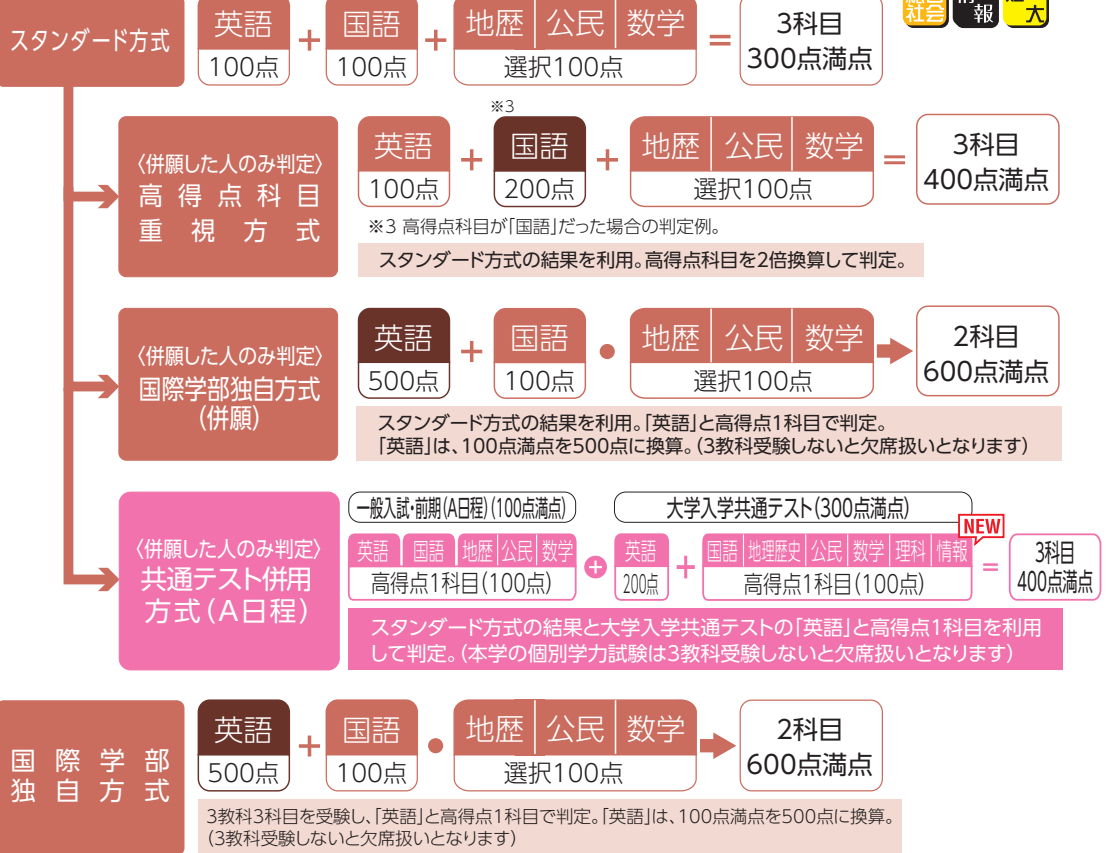 スタンダード方式
英語 + 国語 + 地歴 公民 数学 = 3科目
100点 100点 選択100点 300点満点
社会 報 大
※3
〈併願した人のみ判定〉
高得点科目
重視方式
英語 + 国語 + 地歴 公民 数学 = 3科目
100点 200点 選択100点 400点満点
※3 高得点科目が「国語」だった場合の判定例。
スタンダード方式の結果を利用。高得点科目を2倍換算して判定。
〈併願した人のみ判定〉
国際学部独自方式
(併願)
英語 + 国語 ● 地歴 公民 数学 2科目
500点 100点 選択100点 600点満点
スタンダード方式の結果を利用。「英語」と高得点1科目で判定。
「英語」は、100点満点を500点に換算。(3教科受験しないと欠席扱いとなります)
〈併願した人のみ判定〉
共通テスト併用
方式(A日程)
一般入試・前期(A日程)(100点満点) 大学入学共通テスト(300点満点)
NEW
英語 国語 地歴 公民 数学 + 英語 + 国語 地理歴史 公民 数学 理科 情報 = 3科目
高得点1科目(100点) 200点 高得点1科目(100点) 400点満点
スタンダード方式の結果と大学入学共通テストの「英語」と高得点1科目を利用
して判定。(本学の個別学力試験は3教科受験しないと欠席扱いとなります)
国際学部
独自方式
英語 + 国語 ● 地歴 公民 数学 2科目
500点 100点 選択100点 600点満点
3教科3科目を受験し、「英語」と高得点1科目で判定。「英語」は、100点満点を500点に換算。
(3教科受験しないと欠席扱いとなります)